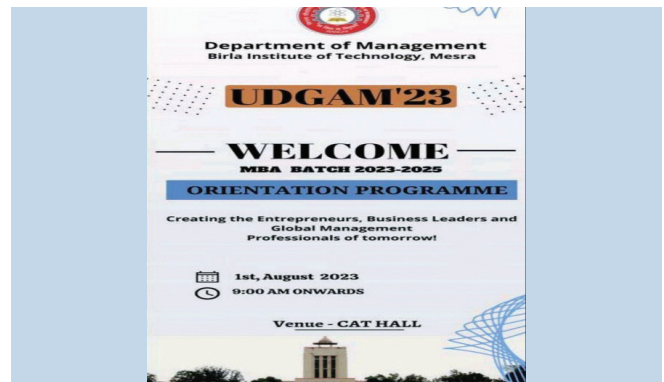 Department of Management
Birla Institute of Technology, Mesra
UDGAM'23
WELCOME
MBA BATCH 2023-2025
ORIENTATION PROGRAMME
Creating the Entrepreneurs, Business Leaders and
Global Management
Professionals of tomorrow!
1st, August 2023
9:00 AM ONWARDS
Venue - CAT HALL